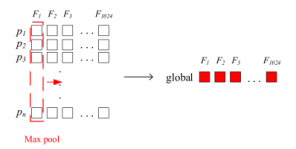 F₁ F₂ F₃ F₁₀₂₄
p₁ . . .
p₂ . . .
p₃ . . .
.
.
.
pₙ . . .
Max pool
F₁ F₂ F₃ F₁₀₂₄
global . . .